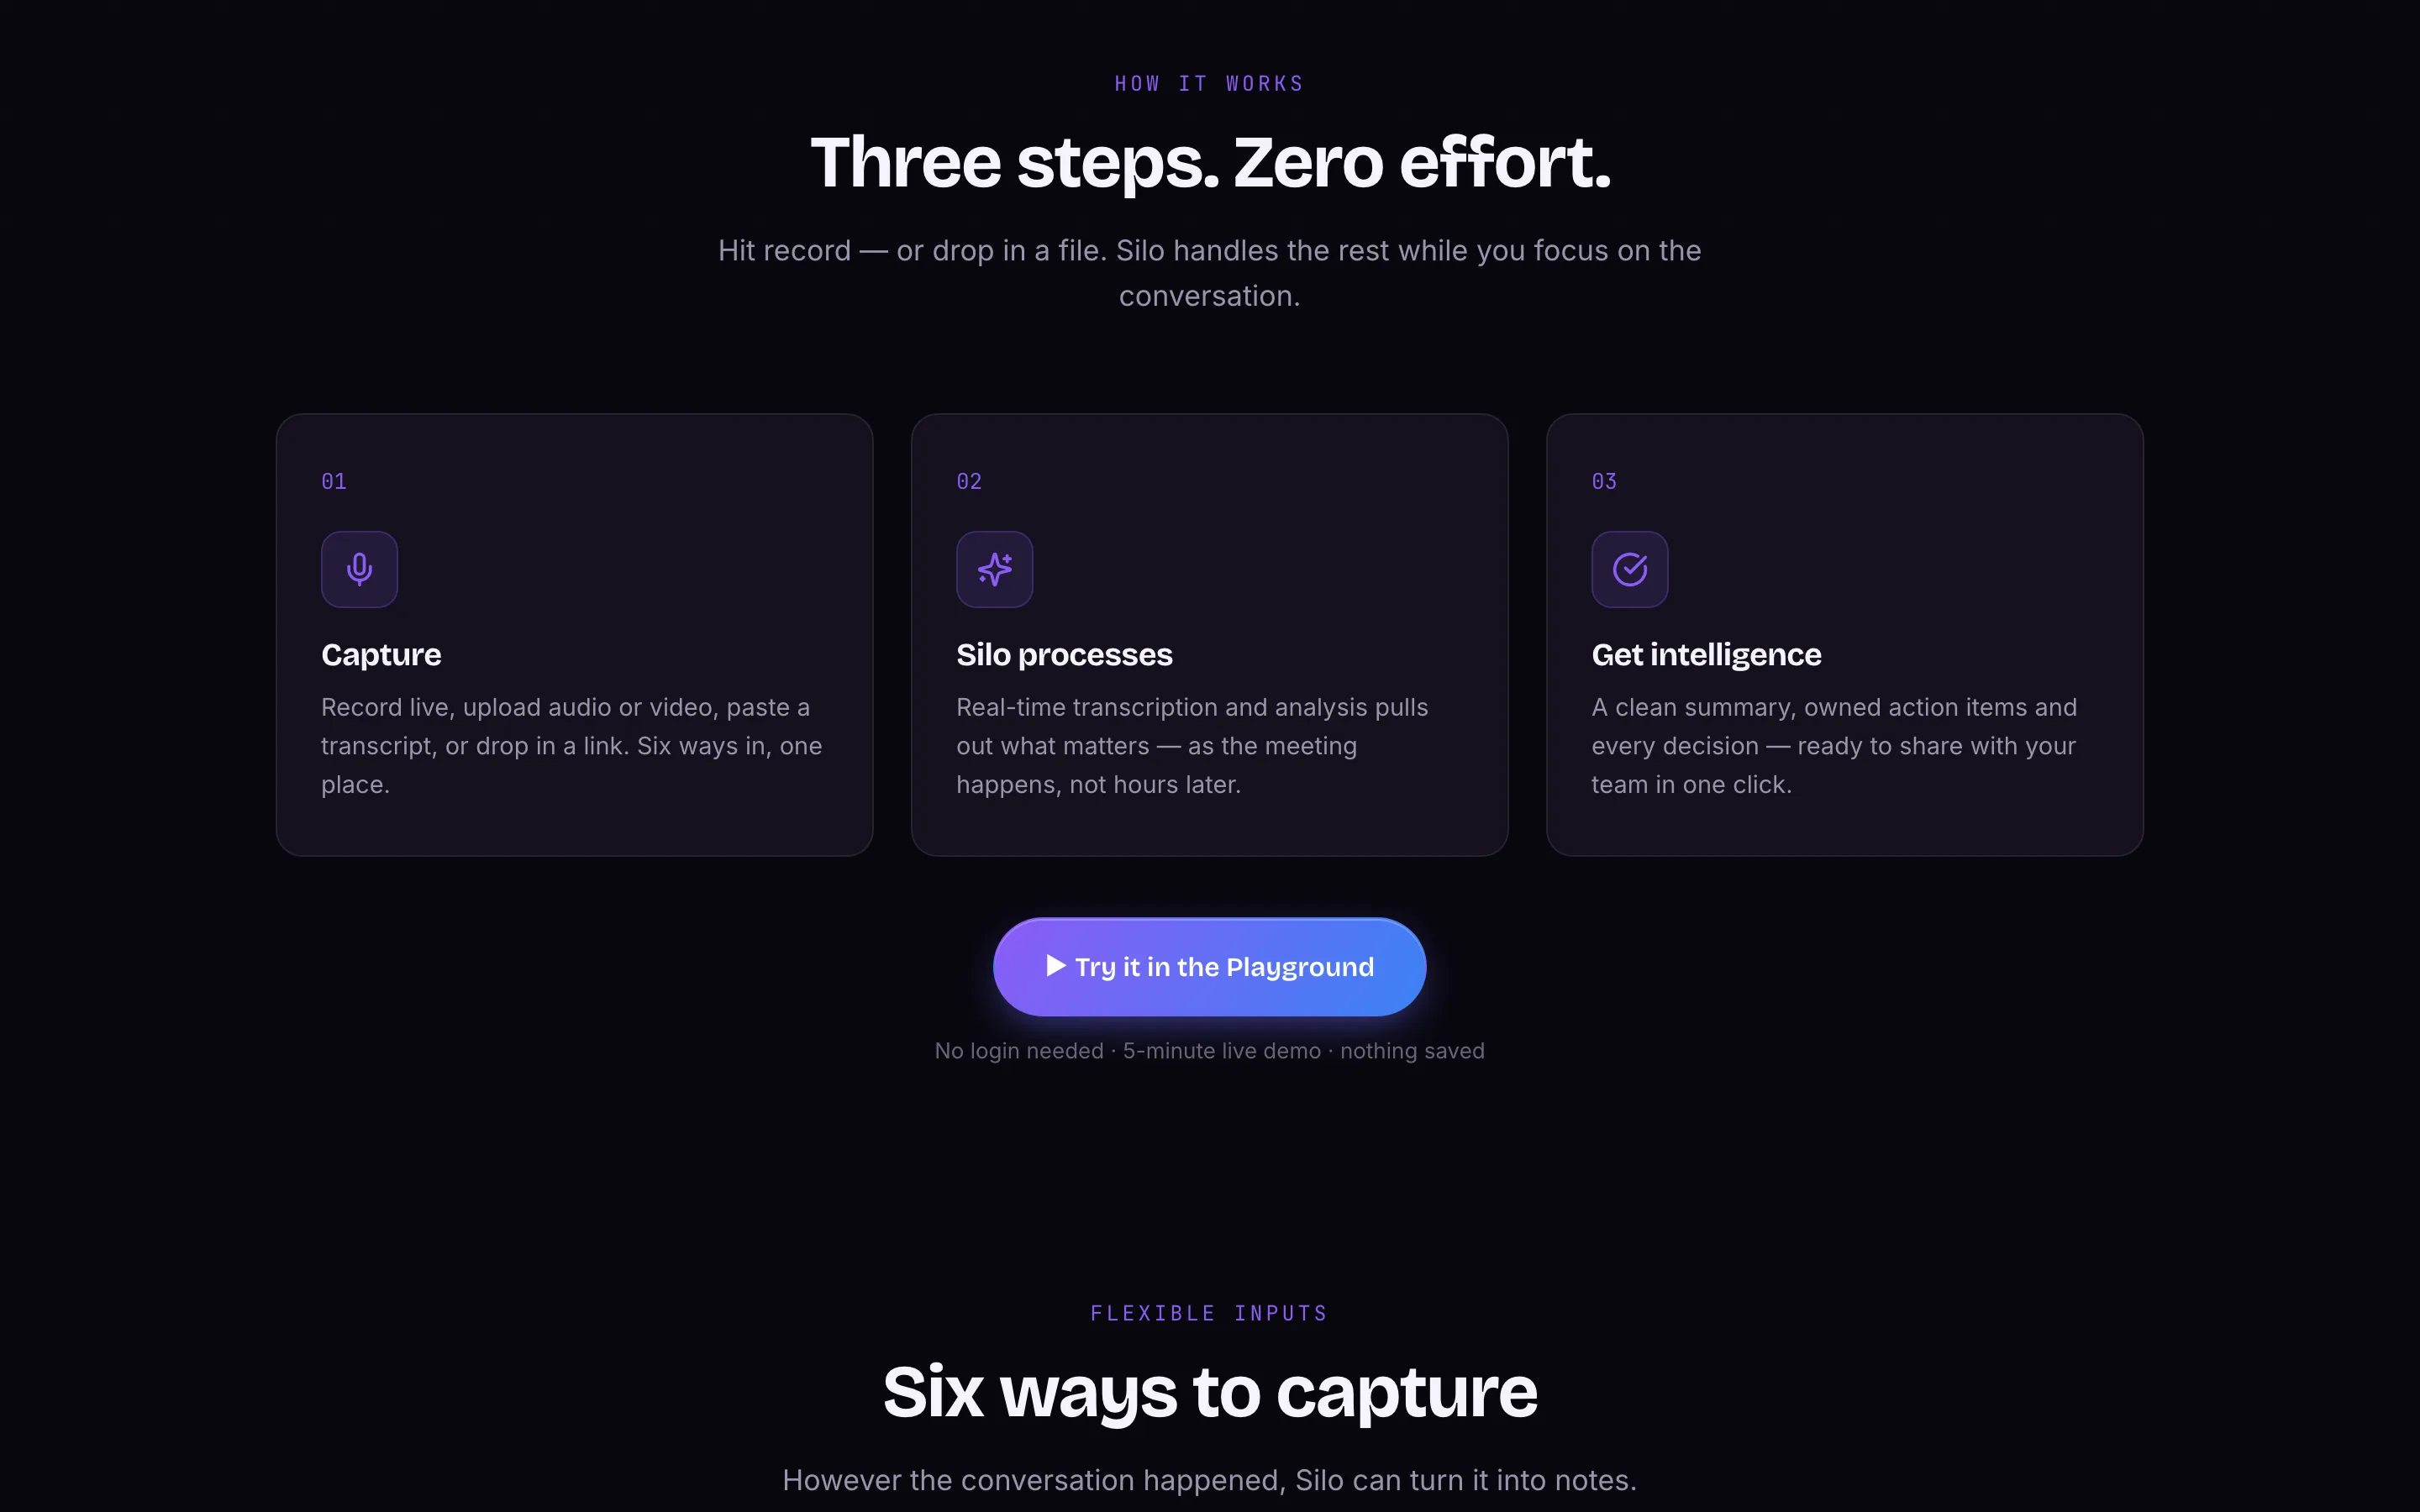 HOW IT WORKS
Three steps. Zero effort.
Hit record — or drop in a file. Silo handles the rest while you focus on the
conversation.
01
Capture
Record live, upload audio or video, paste a
transcript, or drop in a link. Six ways in, one
place.
02
Silo processes
Real-time transcription and analysis pulls
out what matters — as the meeting
happens, not hours later.
03
Get intelligence
A clean summary, owned action items and
every decision — ready to share with your
team in one click.
Try it in the Playground
No login needed · 5-minute live demo · nothing saved
FLEXIBLE INPUTS
Six ways to capture
However the conversation happened, Silo can turn it into notes.